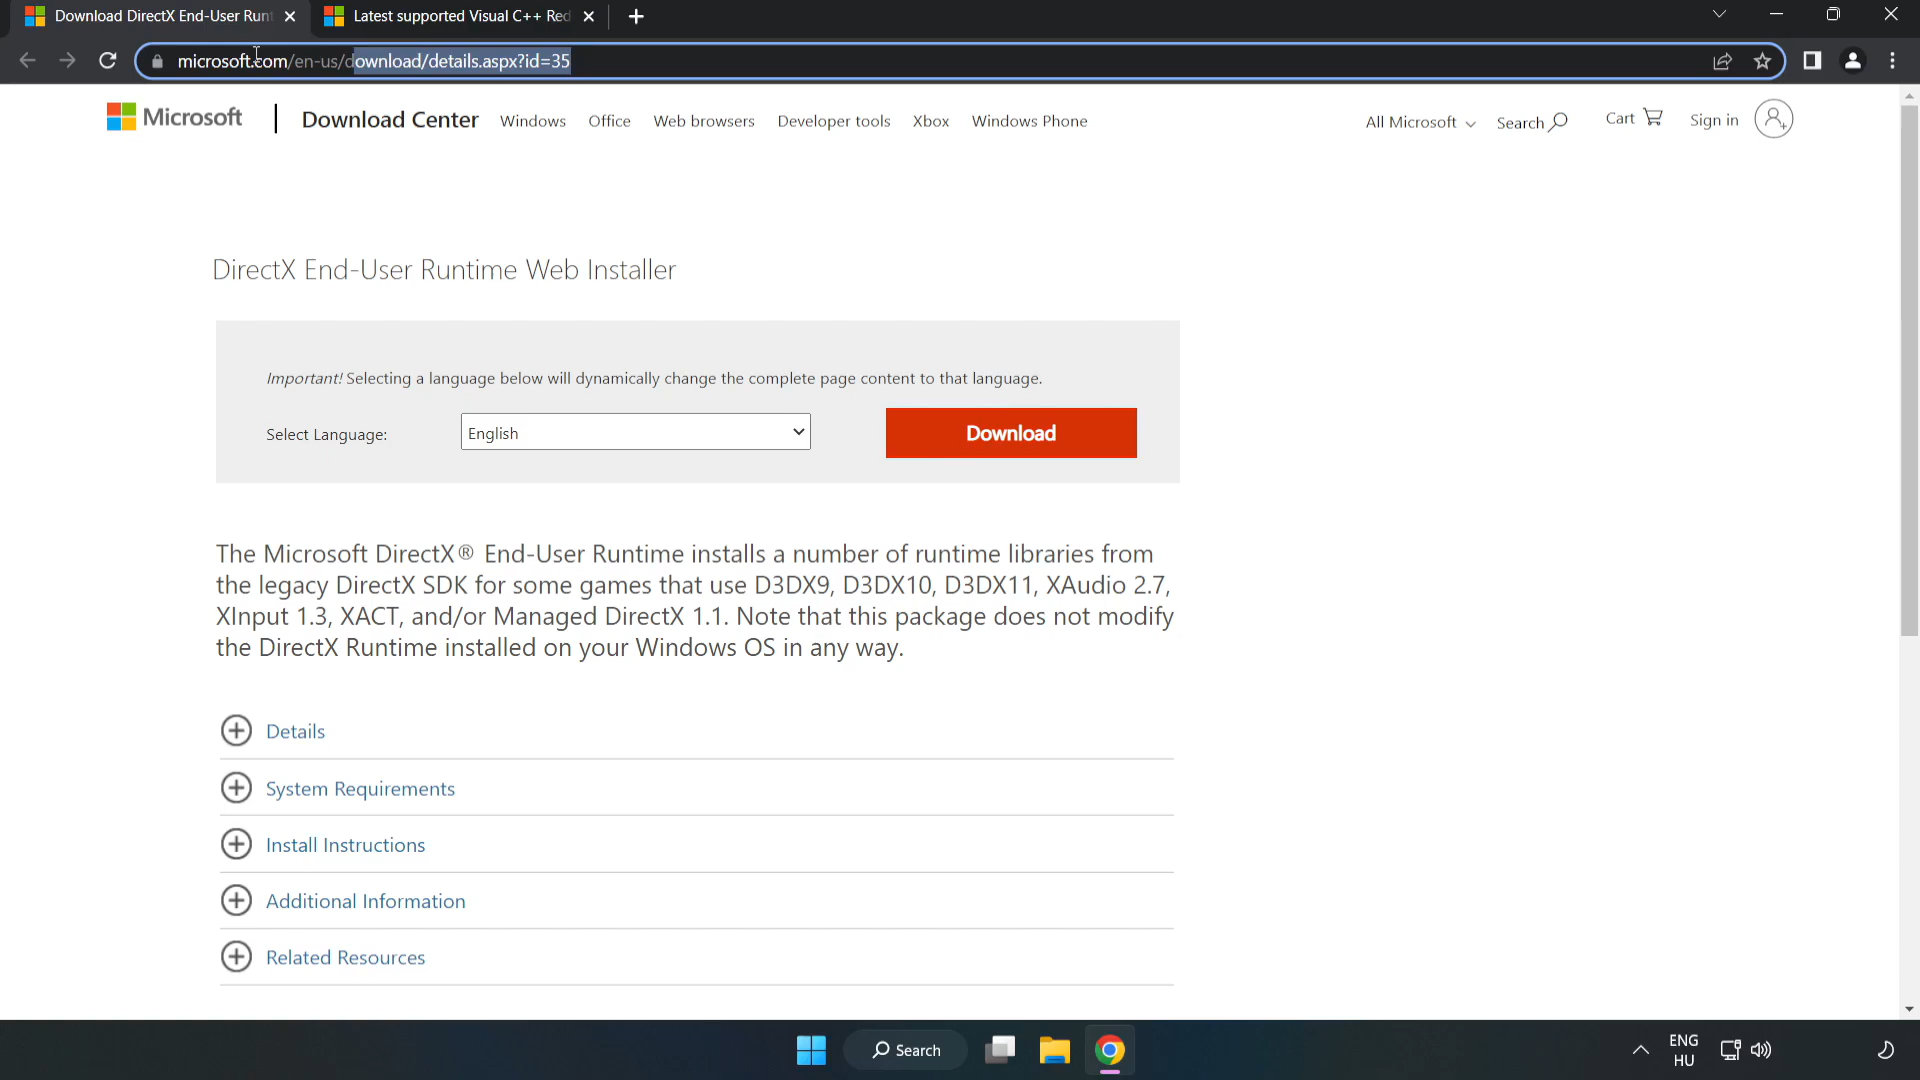 Download DirectX End-User Runt
Latest supported Visual C++ Red
microsoft.com/en-us/download/details.aspx?id=35
Microsoft
Download Center
Windows
Office
Web browsers
Developer tools
Xbox
Windows Phone
All Microsoft
Search
Cart
Sign in
DirectX End-User Runtime Web Installer
Important! Selecting a language below will dynamically change the complete page content to that language.
Select Language:
English
Download
The Microsoft DirectX® End-User Runtime installs a number of runtime libraries from
the legacy DirectX SDK for some games that use D3DX9, D3DX10, D3DX11, XAudio 2.7,
XInput 1.3, XACT, and/or Managed DirectX 1.1. Note that this package does not modify
the DirectX Runtime installed on your Windows OS in any way.
Details
System Requirements
Install Instructions
Additional Information
Related Resources
Search
ENG
HU